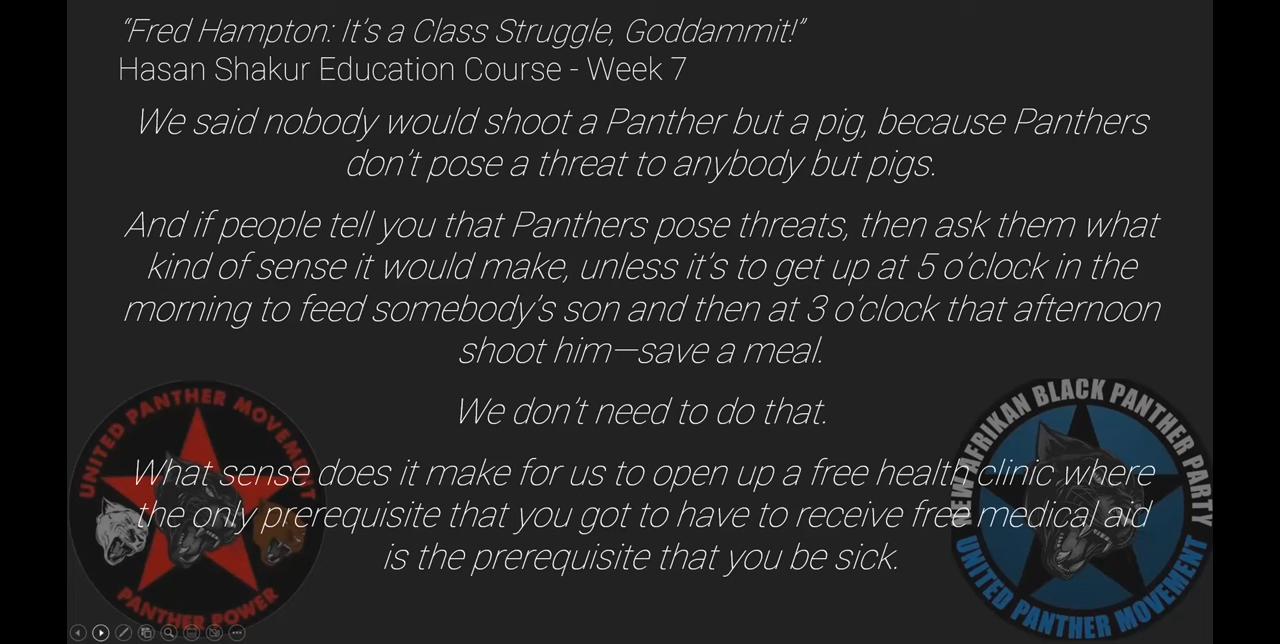 “Fred Hampton: It’s a Class Struggle, Goddammit!”
Hasan Shakur Education Course - Week 7
We said nobody would shoot a Panther but a pig, because Panthers
don’t pose a threat to anybody but pigs.
And if people tell you that Panthers pose threats, then ask them what
kind of sense it would make, unless it’s to get up at 5 o’clock in the
morning to feed somebody’s son and then at 3 o’clock that afternoon
shoot him—save a meal.
We don’t need to do that.
What sense does it make for us to open up a free health clinic where
the only prerequisite that you got to have to receive free medical aid
is the prerequisite that you be sick.
UNITED PANTHER MOVEMENT
PANTHER POWER
NEW AFRIKAN BLACK PANTHER PARTY
UNITED PANTHER MOVEMENT